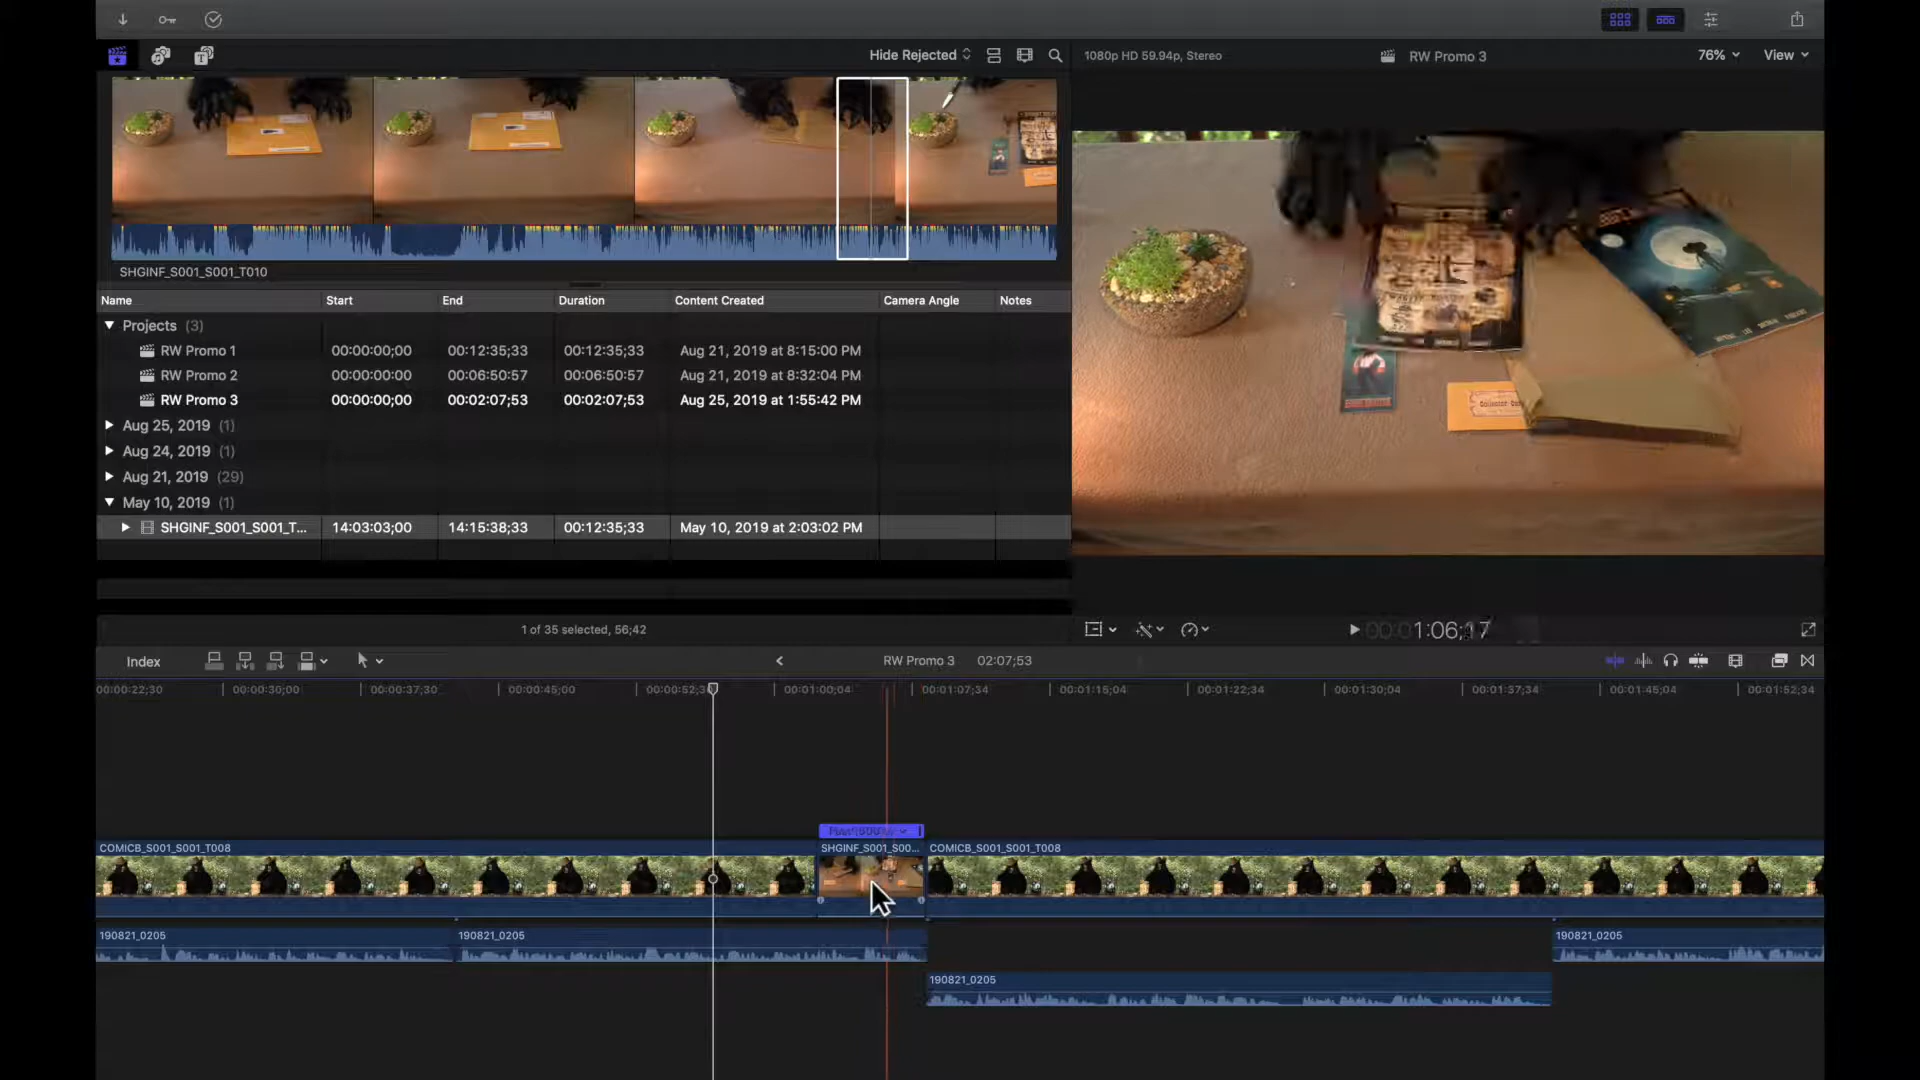 Hide Rejected
1080p HD 59.94p, Stereo
RW Promo 3
76%
View
SHGINF_S001_S001_T010
Name Start End Duration Content Created Camera Angle Notes
Projects (3)
RW Promo 1 00:00:00;00 00:12:35;33 00:12:35;33 Aug 21, 2019 at 8:15:00 PM
RW Promo 2 00:00:00;00 00:06:50;57 00:06:50;57 Aug 21, 2019 at 8:32:04 PM
RW Promo 3 00:00:00;00 00:02:07;53 00:02:07;53 Aug 25, 2019 at 1:55:42 PM
Aug 25, 2019 (1)
Aug 24, 2019 (1)
Aug 21, 2019 (29)
May 10, 2019 (1)
SHGINF_S001_S001_T... 14:03:03;00 14:15:38;33 00:12:35;33 May 10, 2019 at 2:03:02 PM
1 of 35 selected, 56;42
1:06;17
Index
RW Promo 3 02:07;53
00:00:22;30 00:00:30;00 00:00:37;30 00:00:45;00 00:01:00;04 00:01:07;34 00:01:15;04 00:01:22;34 00:01:30;04 00:01:37;34 00:01:45;04 00:01:52;34
COMICB_S001_S001_T008
SHGINF_S001_S00...
COMICB_S001_S001_T008
190821_0205
190821_0205
190821_0205
190821_0205